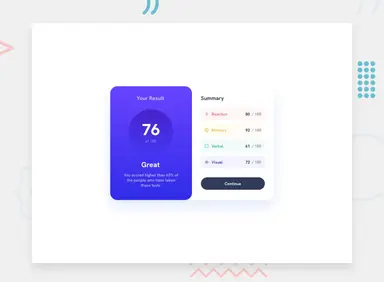 Your Result
76
of 100
Great
You scored higher than 65% of
the people who have taken
these tests.
Summary
Reaction 80 / 100
Memory 92 / 100
Verbal 61 / 100
Visual 72 / 100
Continue